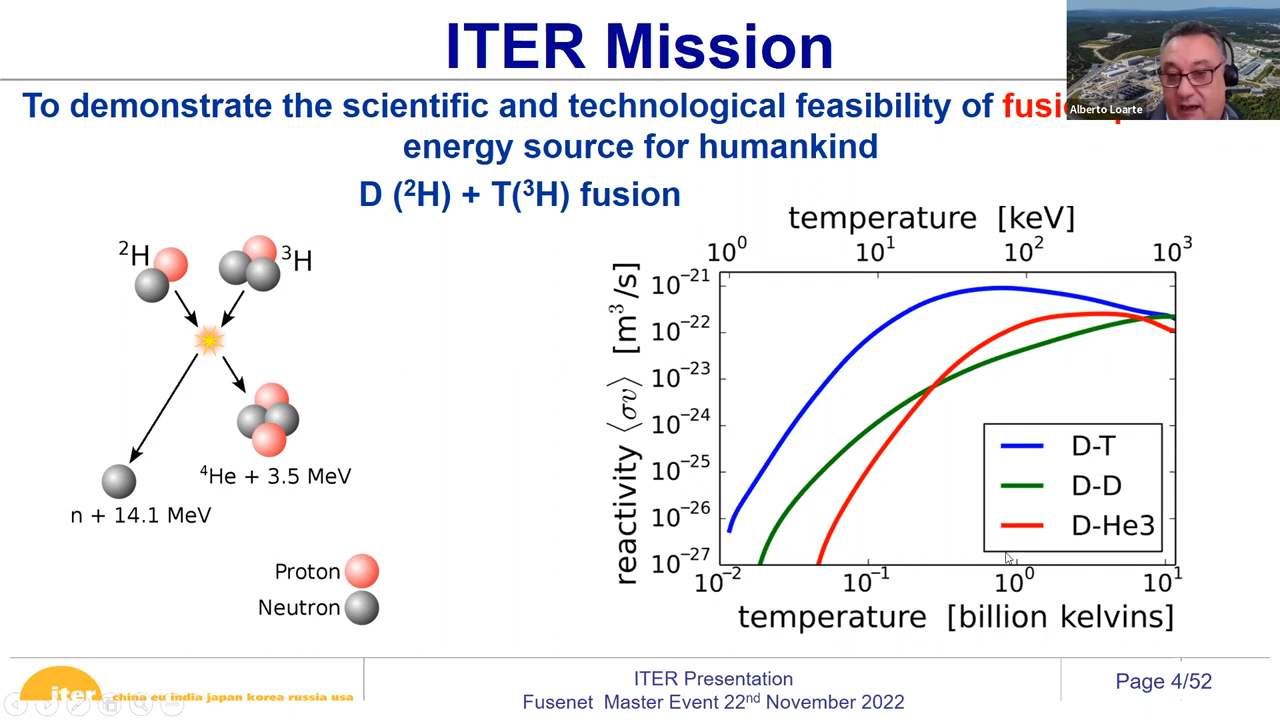 ITER Mission
Alberto Loarte
To demonstrate the scientific and technological feasibility of
energy source for humankind
D (²H) + T(³H) fusion
²H
³H
⁴He + 3.5 MeV
n + 14.1 MeV
Proton
Neutron
temperature [keV]
10⁰ 10¹ 10² 10³
reactivity ⟨σv⟩ [m³/s]
10⁻²¹
10⁻²²
10⁻²³
10⁻²⁴
10⁻²⁵
10⁻²⁶
10⁻²⁷
D-T
D-D
D-He3
10⁻² 10⁻¹ 10⁰ 10¹
temperature [billion kelvins]
iter
china eu india japan korea russia usa
ITER Presentation
Fusenet Master Event 22nd November 2022
Page 4/52